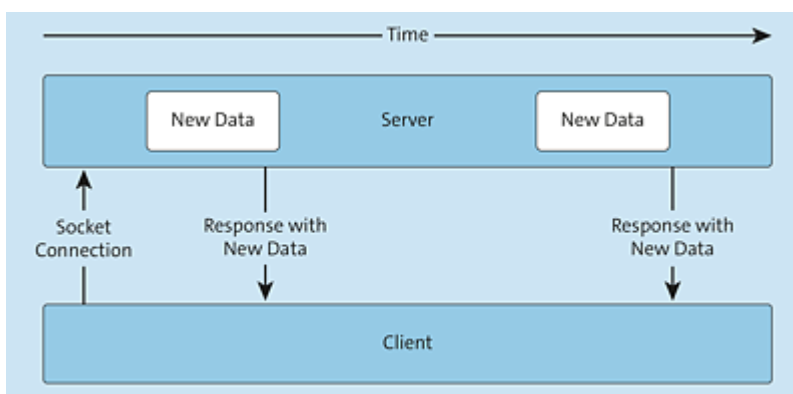 Time
New Data
Server
New Data
Socket
Connection
Response with
New Data
Response with
New Data
Client